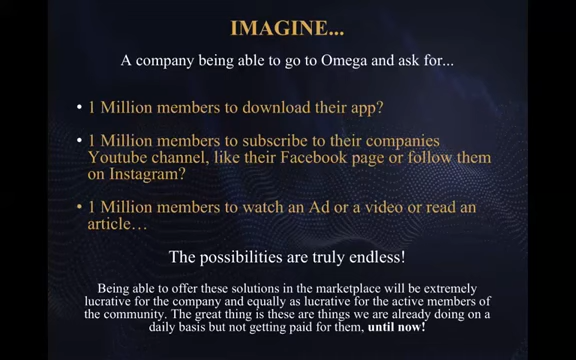 IMAGINE...
A company being able to go to Omega and ask for...
• 1 Million members to download their app?
• 1 Million members to subscribe to their companies
Youtube channel, like their Facebook page or follow them
on Instagram?
• 1 Million members to watch an Ad or a video or read an
article…
The possibilities are truly endless!
Being able to offer these solutions in the marketplace will be extremely
lucrative for the company and equally as lucrative for the active members of
the community. The great thing is these are things we are already doing on a
daily basis but not getting paid for them, until now!